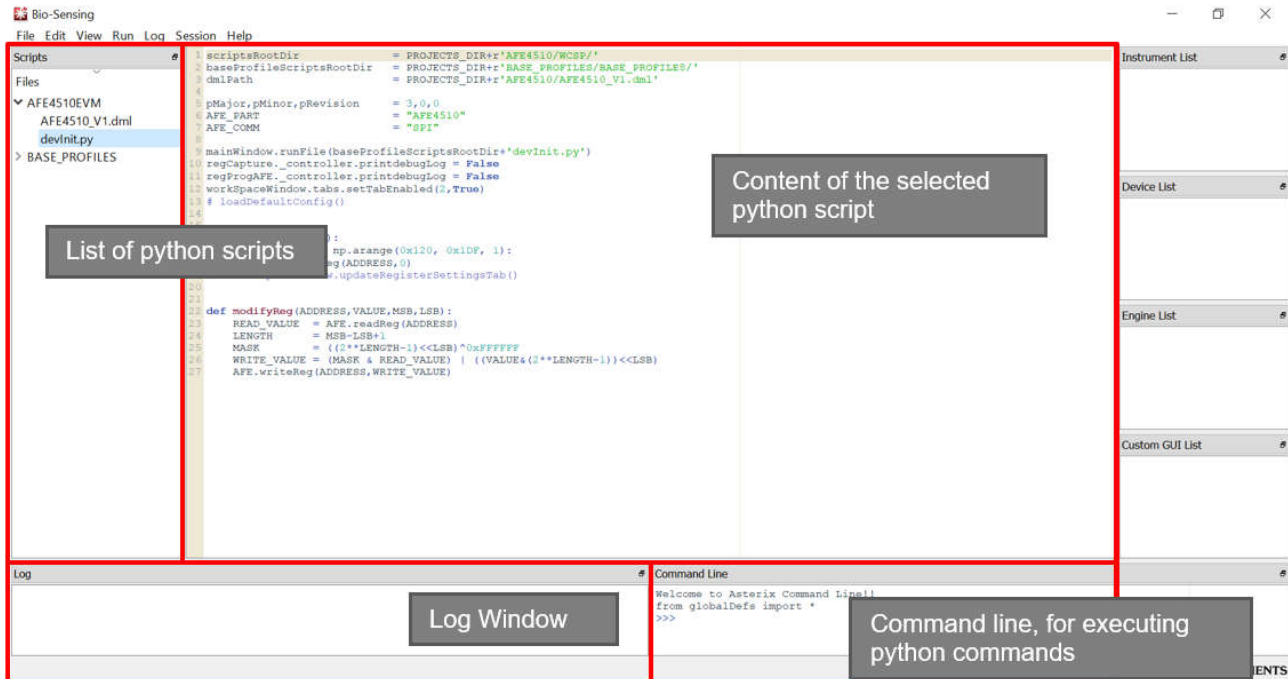 Bio-Sensing
File Edit View Run Log Session Help
Scripts
Files
AFE4510EVM
AFE4510_V1.dml
devInit.py
BASE_PROFILES
1 scriptsRootDir = PROJECTS_DIR+r'AFE4510/WCSP/'
2 baseProfileScriptsRootDir = PROJECTS_DIR+r'BASE_PROFILES/BASE_PROFILE8/'
3 dmlPath = PROJECTS_DIR+r'AFE4510/AFE4510_V1.dml'
4
5 pMajor,pMinor,pRevision = 3,0,0
6 AFE_PART = "AFE4510"
7 AFE_COMM = "SPI"
8
9 mainWindow.runFile(baseProfileScriptsRootDir+'devInit.py')
10 regCapture._controller.printdebugLog = False
11 regProgAFE._controller.printdebugLog = False
12 workSpaceWindow.tabs.setTabEnabled(2,True)
13 # loadDefaultConfig()
14
):
np.arange(0x120, 0x1DF, 1):
(ADDRESS,0)
.updateRegisterSettingsTab()
20
21
22 def modifyReg(ADDRESS,VALUE,MSB,LSB):
23 READ_VALUE = AFE.readReg(ADDRESS)
24 LENGTH = MSB-LSB+1
25 MASK = ((2**LENGTH-1)<<LSB)^0xFFFFFF
26 WRITE_VALUE = (MASK & READ_VALUE) | ((VALUE&(2**LENGTH-1))<<LSB)
27 AFE.writeReg(ADDRESS,WRITE_VALUE)
List of python scripts
Content of the selected
python script
Instrument List
Device List
Engine List
Custom GUI List
Log
Log Window
Command Line
Welcome to Asterix Command Line!!
from globalDefs import *
>>>
Command line, for executing
python commands